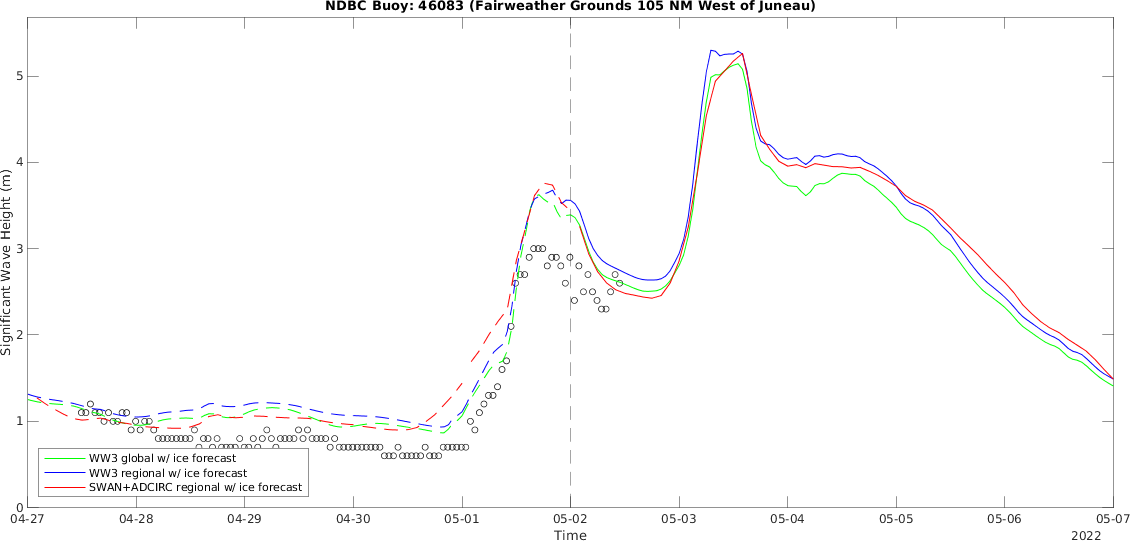 NDBC Buoy: 46083 (Fairweather Grounds 105 NM West of Juneau)
Significant Wave Height (m)
5
4
3
2
1
0
WW3 global w/ ice forecast
WW3 regional w/ ice forecast
SWAN+ADCIRC regional w/ ice forecast
04-27 04-28 04-29 04-30 05-01 05-02 05-03 05-04 05-05 05-06 05-07
Time
2022